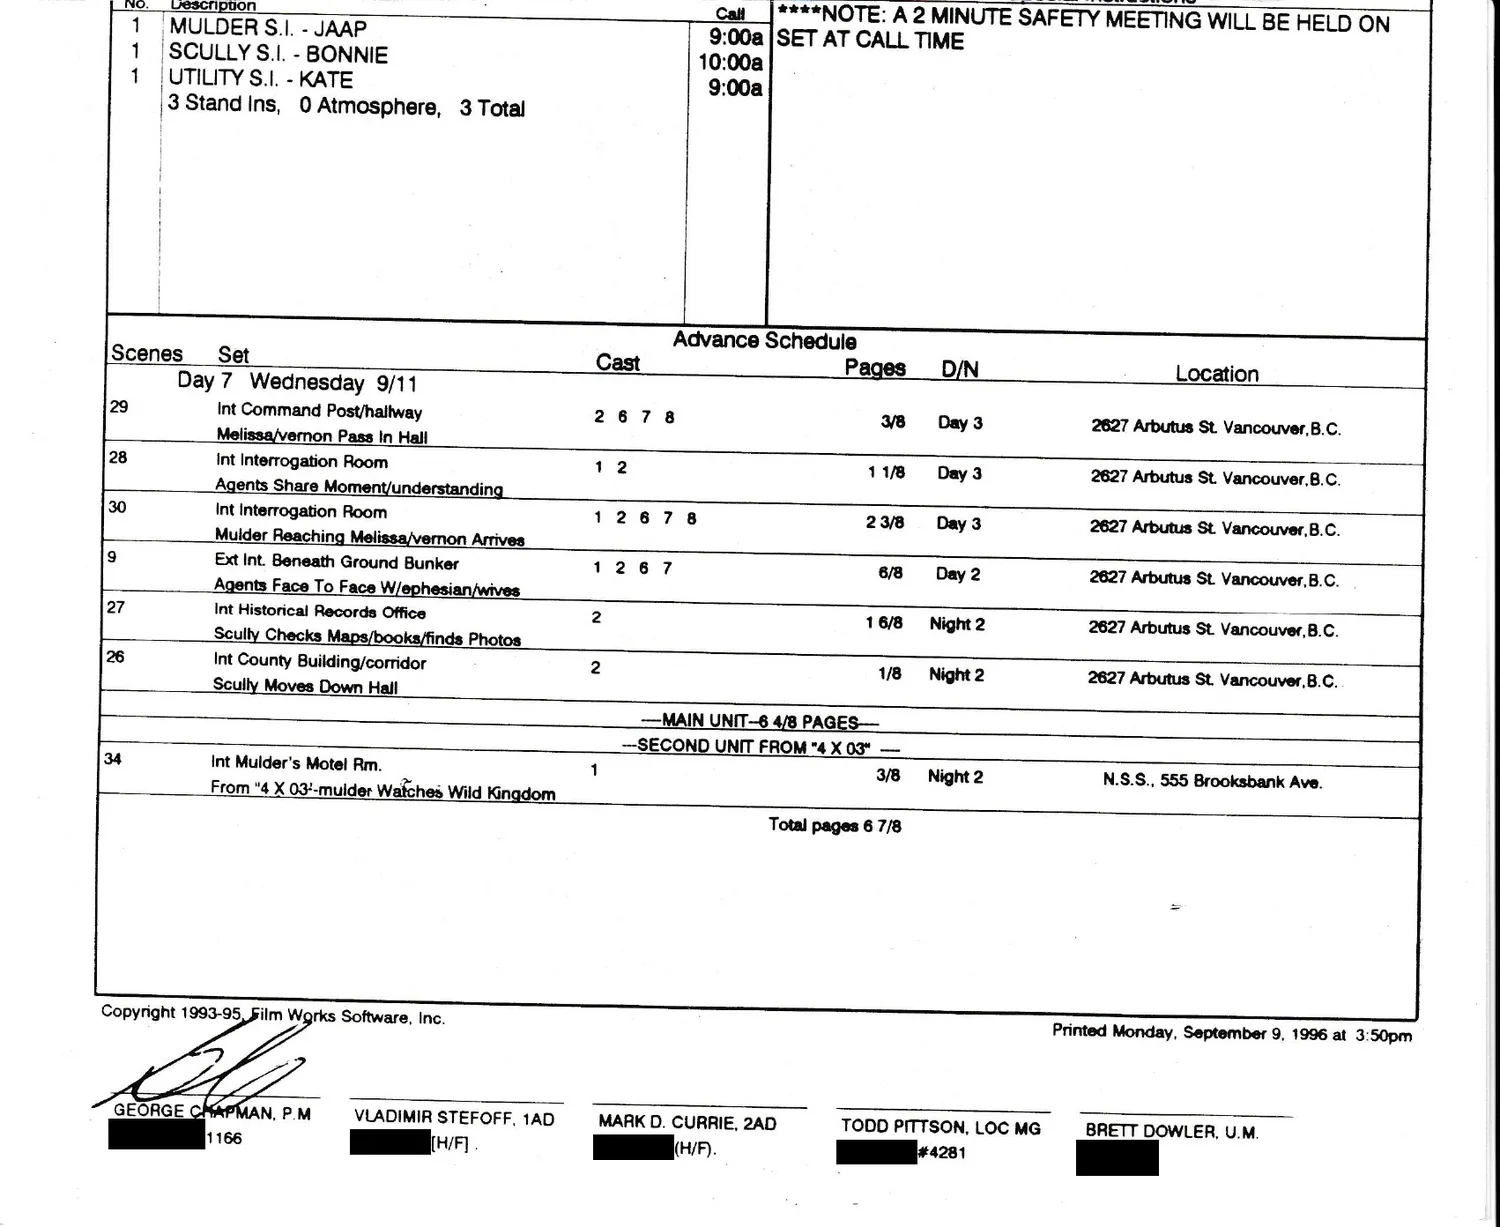 No. Description Call
1 MULDER S.I. - JAAP 9:00a
1 SCULLY S.I. - BONNIE 10:00a
1 UTILITY S.I. - KATE 9:00a
3 Stand Ins, 0 Atmosphere, 3 Total
****NOTE: A 2 MINUTE SAFETY MEETING WILL BE HELD ON
SET AT CALL TIME
Advance Schedule
Scenes Set Cast Pages D/N Location
Day 7 Wednesday 9/11
29 Int Command Post/hallway 2 6 7 8 3/8 Day 3 2627 Arbutus St. Vancouver,B.C.
Melissa/vernon Pass In Hall
28 Int Interrogation Room 1 2 1 1/8 Day 3 2627 Arbutus St. Vancouver,B.C.
Agents Share Moment/understanding
30 Int Interrogation Room 1 2 6 7 8 2 3/8 Day 3 2627 Arbutus St. Vancouver,B.C.
Mulder Reaching Melissa/vernon Arrives
9 Ext Int. Beneath Ground Bunker 1 2 6 7 6/8 Day 2 2627 Arbutus St. Vancouver,B.C.
Agents Face To Face W/ephesian/wives
27 Int Historical Records Office 2 1 6/8 Night 2 2627 Arbutus St. Vancouver,B.C.
Scully Checks Maps/books/finds Photos
26 Int County Building/corridor 2 1/8 Night 2 2627 Arbutus St. Vancouver,B.C.
Scully Moves Down Hall
----MAIN UNIT--6 4/8 PAGES----
---SECOND UNIT FROM "4 X 03" ----
34 Int Mulder's Motel Rm. 1 3/8 Night 2 N.S.S., 555 Brooksbank Ave.
From "4 X 03'-mulder Watches Wild Kingdom
Total pages 6 7/8
Copyright 1993-95, Film Works Software, Inc.
Printed Monday, September 9, 1996 at 3:50pm
GEORGE CHAPMAN, P.M VLADIMIR STEFOFF, 1AD MARK D. CURRIE, 2AD TODD PITTSON, LOC MG BRETT DOWLER, U.M.
1166 [H/F] . (H/F). #4281